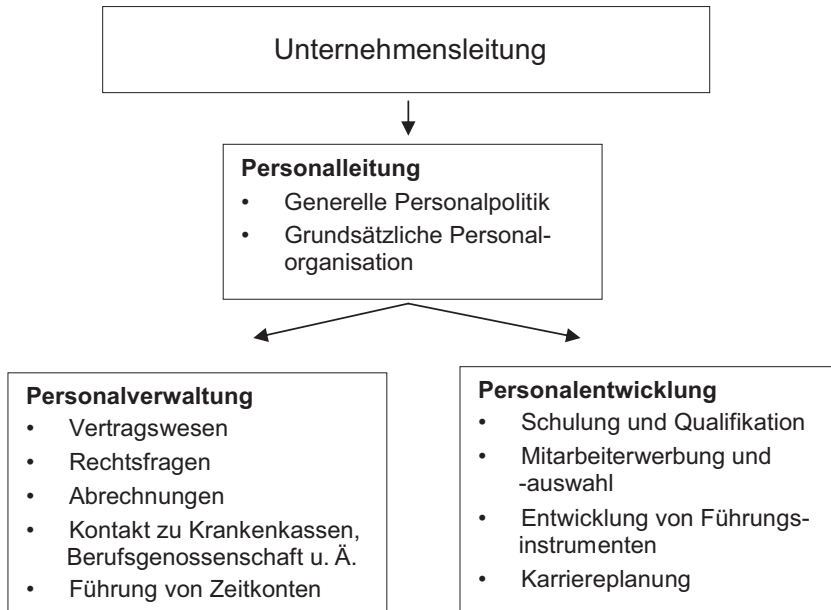 Unternehmensleitung
Personalleitung
• Generelle Personalpolitik
• Grundsätzliche Personal-
organisation
Personalverwaltung
• Vertragswesen
• Rechtsfragen
• Abrechnungen
• Kontakt zu Krankenkassen,
Berufsgenossenschaft u. Ä.
• Führung von Zeitkonten
Personalentwicklung
• Schulung und Qualifikation
• Mitarbeiterwerbung und
-auswahl
• Entwicklung von Führungs-
instrumenten
• Karriereplanung